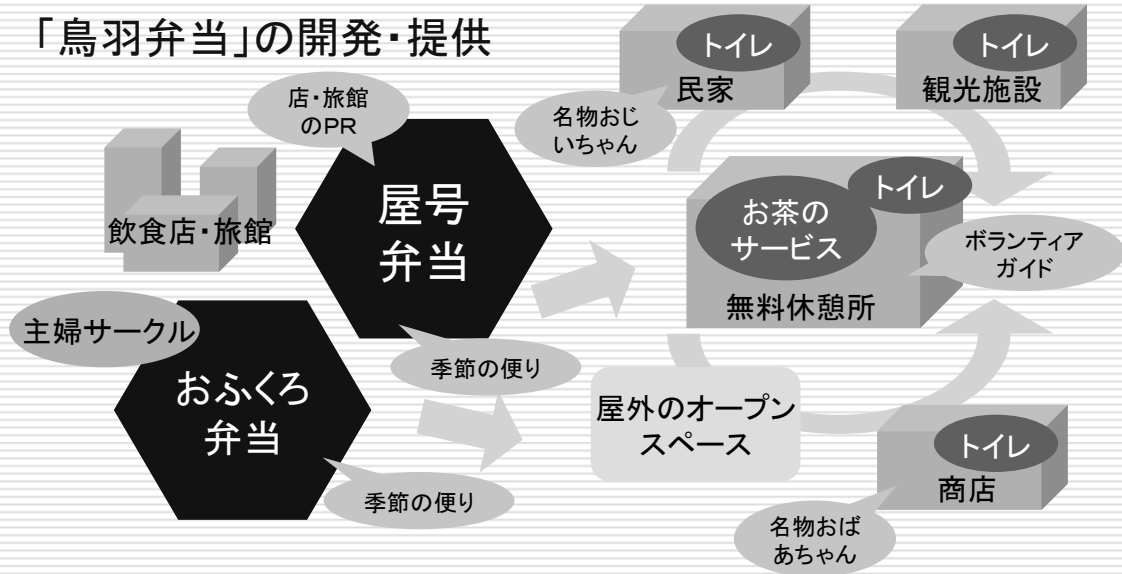 「鳥羽弁当」の開発・提供
店・旅館
のPR
屋号
弁当
飲食店・旅館
主婦サークル
おふくろ
弁当
季節の便り
季節の便り
トイレ
民家
名物おじ
いちゃん
トイレ
観光施設
トイレ
お茶の
サービス
無料休憩所
ボランティア
ガイド
屋外のオープン
スペース
トイレ
商店
名物おば
あちゃん